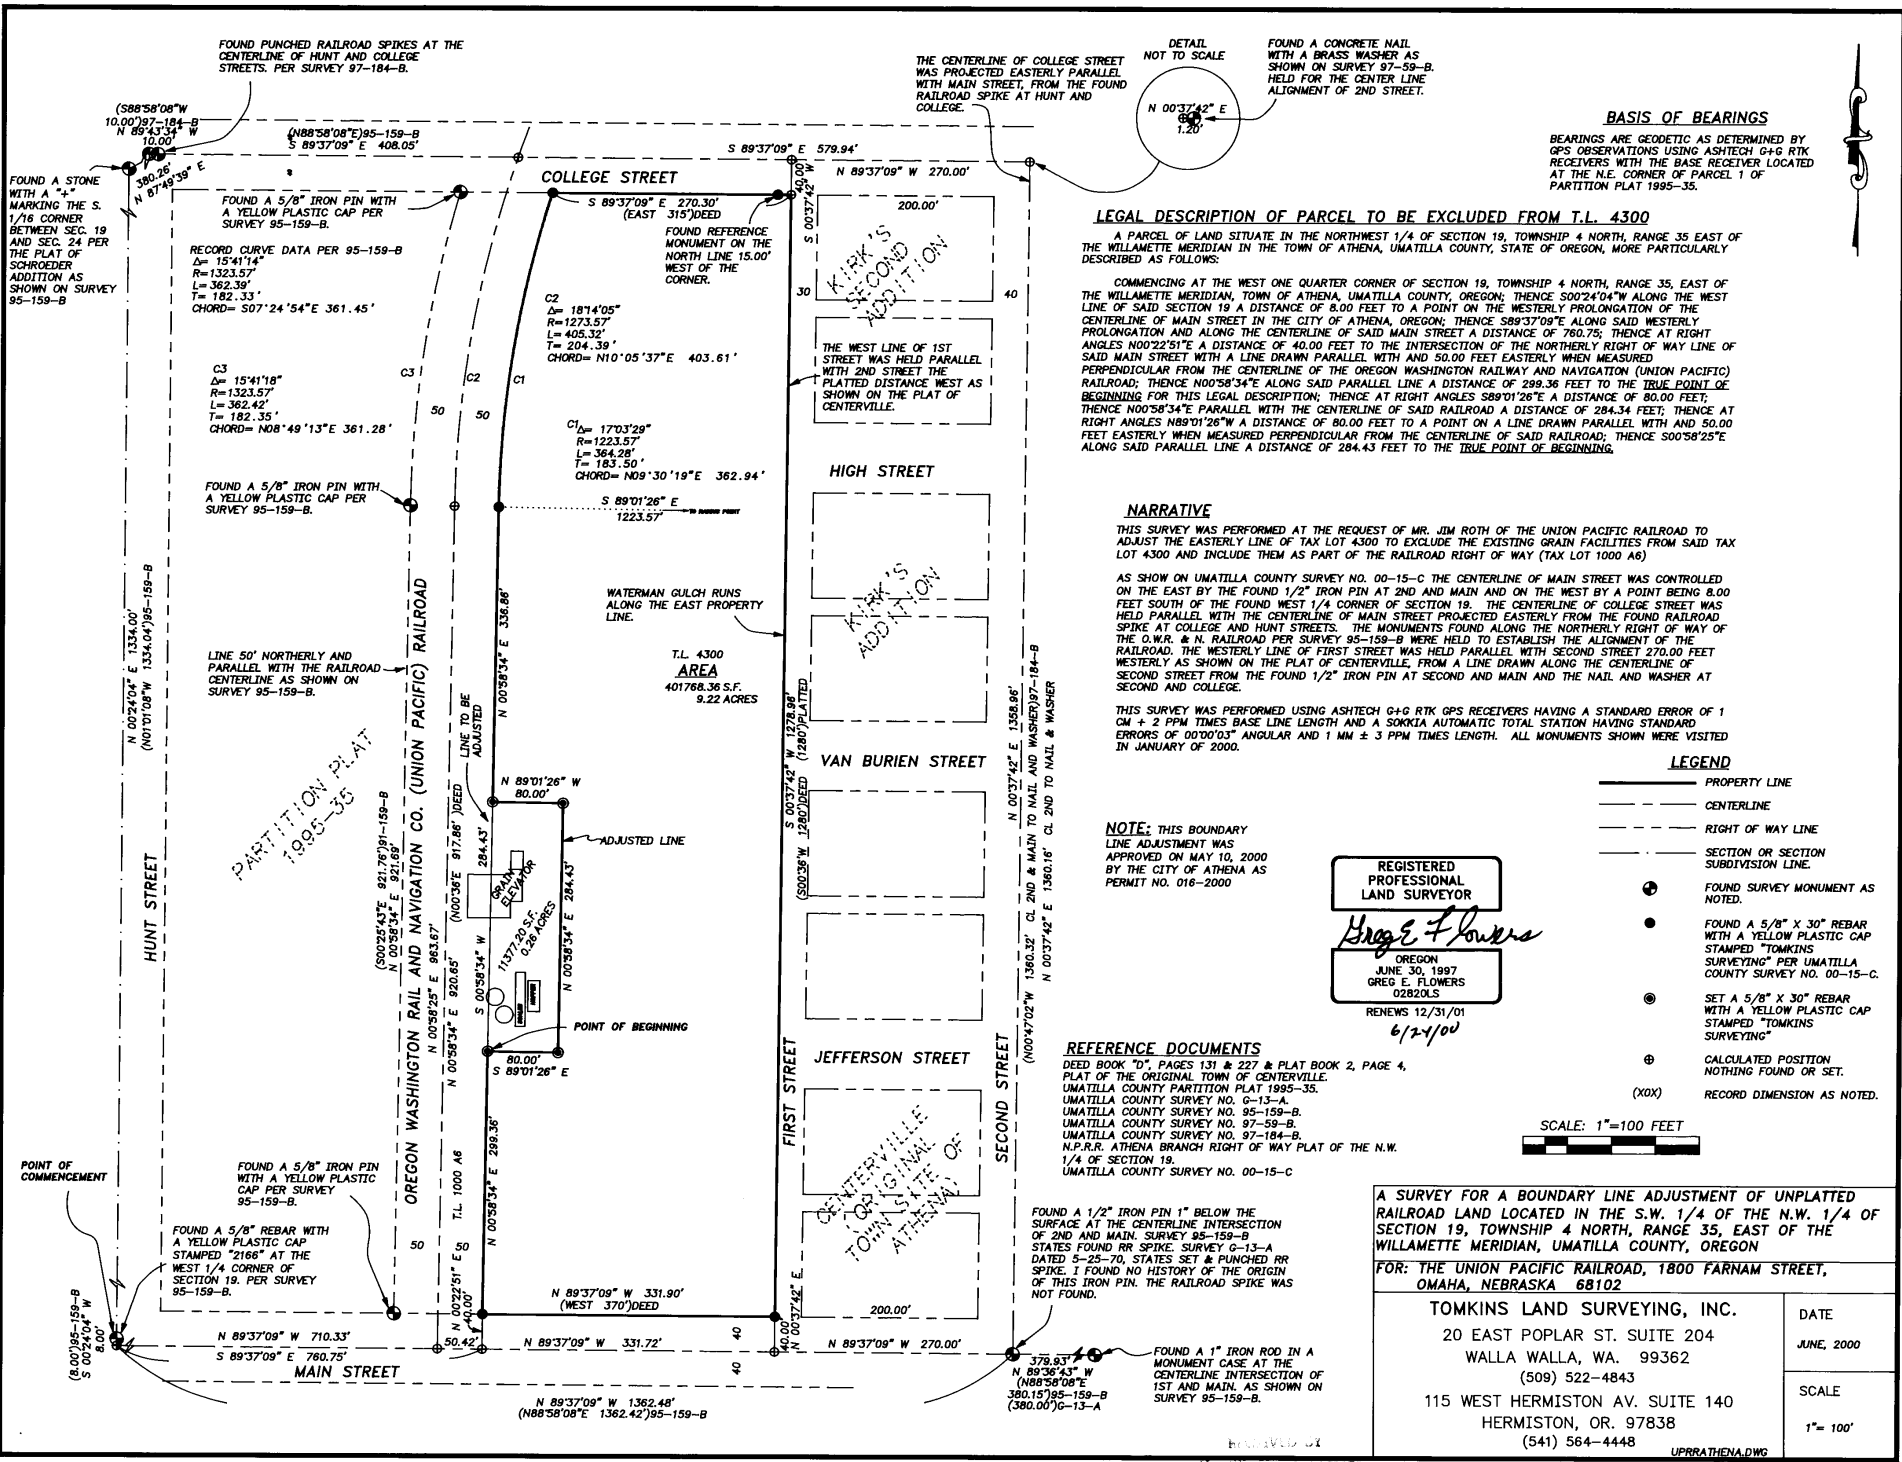 FOUND PUNCHED RAILROAD SPIKES AT THE
CENTERLINE OF HUNT AND COLLEGE
STREETS. PER SURVEY 97-184-B.
(S88°58'08"W
10.00')97-184-B
N 89°43'34" W
10.00'
(N88°58'08"E)95-159-B
S 89°37'09" E 408.05'
380.26'
N 87°49'39" E
FOUND A STONE
WITH A "+"
MARKING THE S.
1/16 CORNER
BETWEEN SEC. 19
AND SEC. 24 PER
THE PLAT OF
SCHROEDER
ADDITION AS
SHOWN ON SURVEY
95-159-B
THE CENTERLINE OF COLLEGE STREET
WAS PROJECTED EASTERLY PARALLEL
WITH MAIN STREET, FROM THE FOUND
RAILROAD SPIKE AT HUNT AND
COLLEGE.
DETAIL
NOT TO SCALE
N 00°37'42" E
1.20'
FOUND A CONCRETE NAIL
WITH A BRASS WASHER AS
SHOWN ON SURVEY 97-59-B.
HELD FOR THE CENTER LINE
ALIGNMENT OF 2ND STREET.
S 89°37'09" E 579.94'
COLLEGE STREET
N 89°37'09" W 270.00'
40.00'
S 00°37'42" W
S 89°37'09" E 270.30'
(EAST 315')DEED
200.00'
FOUND A 5/8" IRON PIN WITH
A YELLOW PLASTIC CAP PER
SURVEY 95-159-B.
FOUND REFERENCE
MONUMENT ON THE
NORTH LINE 15.00'
WEST OF THE
CORNER.
RECORD CURVE DATA PER 95-159-B
Δ= 15°41'14"
R=1323.57'
L= 362.39'
T= 182.33'
CHORD= S07°24'54"E 361.45'
C2
Δ= 18°14'05"
R=1273.57'
L= 405.32'
T= 204.39'
CHORD= N10°05'37"E 403.61'
C3
Δ= 15°41'18"
R=1323.57'
L= 362.42'
T= 182.35'
CHORD= N08°49'13"E 361.28'
C3
C2
C1
50
50
C1
Δ= 17°03'29"
R=1223.57'
L= 364.28'
T= 183.50'
CHORD= N09°30'19"E 362.94'
KIRK'S
SECOND
ADDITION
30
40
THE WEST LINE OF 1ST
STREET WAS HELD PARALLEL
WITH 2ND STREET THE
PLATTED DISTANCE WEST AS
SHOWN ON THE PLAT OF
CENTERVILLE.
HIGH STREET
FOUND A 5/8" IRON PIN WITH
A YELLOW PLASTIC CAP PER
SURVEY 95-159-B.
S 89°01'26" E
1223.57'
TO RADIUS POINT
WATERMAN GULCH RUNS
ALONG THE EAST PROPERTY
LINE.
KIRK'S
ADDITION
T.L. 4300
AREA
401768.36 S.F.
9.22 ACRES
LINE 50' NORTHERLY AND
PARALLEL WITH THE RAILROAD
CENTERLINE AS SHOWN ON
SURVEY 95-159-B.
N 00°24'04" E 1334.00'
(N01°01'08"W 1334.04')95-159-B
HUNT STREET
PARTITION PLAT
1995-35
OREGON WASHINGTON RAIL AND NAVIGATION CO. (UNION PACIFIC) RAILROAD
(S00°25'43"E 921.76')91-159-B
N 00°58'34" E 921.69'
N 00°58'25" E 963.67'
N 00°58'34" E 920.65'
(N00°36'E 917.86')DEED
T.L. 1000 A6
N 00°58'34" E 336.86'
LINE TO BE
ADJUSTED
N 89°01'26" W
80.00'
ADJUSTED LINE
284.43'
S 00°58'34" W
GRAIN
ELEVATOR
11377.20 S.F.
0.26 ACRES
N 00°58'34" E 284.43'
POINT OF BEGINNING
80.00'
S 89°01'26" E
N 00°58'34" E 299.36'
S 00°37'42" W 1278.96'
(S00°36'W 1280')DEED (1280')PLATTED
FIRST STREET
VAN BURIEN STREET
JEFFERSON STREET
SECOND STREET
N 00°37'42" E 1358.96'
(N00°47'02"W 1360.32' CL 2ND & MAIN TO NAIL AND WASHER)97-184-B
N 00°37'42" E 1360.16' CL 2ND TO NAIL & WASHER
CENTERVILLE
(ORIGINAL
TOWN SITE OF
ATHENA)
200.00'
POINT OF
COMMENCEMENT
FOUND A 5/8" IRON PIN
WITH A YELLOW PLASTIC
CAP PER SURVEY
95-159-B.
FOUND A 5/8" REBAR WITH
A YELLOW PLASTIC CAP
STAMPED "2166" AT THE
WEST 1/4 CORNER OF
SECTION 19. PER SURVEY
95-159-B.
50
50
N 00°22'51" E
40.00'
N 89°37'09" W 331.90'
(WEST 370')DEED
(8.00')95-159-B
S 00°24'04" W
8.00'
N 89°37'09" W 710.33'
S 89°37'09" E 760.75'
50.42'
N 89°37'09" W 331.72'
40
40
40.00'
N 00°37'42" E
N 89°37'09" W 270.00'
MAIN STREET
N 89°37'09" W 1362.48'
(N88°58'08"E 1362.42')95-159-B
379.93'
N 89°36'43" W
(N88°58'08"E
380.15')95-159-B
(380.00')G-13-A
FOUND A 1/2" IRON PIN 1" BELOW THE
SURFACE AT THE CENTERLINE INTERSECTION
OF 2ND AND MAIN. SURVEY 95-159-B
STATES FOUND RR SPIKE. SURVEY G-13-A
DATED 5-25-70, STATES SET & PUNCHED RR
SPIKE. I FOUND NO HISTORY OF THE ORIGIN
OF THIS IRON PIN. THE RAILROAD SPIKE WAS
NOT FOUND.
FOUND A 1" IRON ROD IN A
MONUMENT CASE AT THE
CENTERLINE INTERSECTION OF
1ST AND MAIN. AS SHOWN ON
SURVEY 95-159-B.
BASIS OF BEARINGS
BEARINGS ARE GEODETIC AS DETERMINED BY
GPS OBSERVATIONS USING ASHTECH G+G RTK
RECEIVERS WITH THE BASE RECEIVER LOCATED
AT THE N.E. CORNER OF PARCEL 1 OF
PARTITION PLAT 1995-35.
LEGAL DESCRIPTION OF PARCEL TO BE EXCLUDED FROM T.L. 4300
A PARCEL OF LAND SITUATE IN THE NORTHWEST 1/4 OF SECTION 19, TOWNSHIP 4 NORTH, RANGE 35 EAST OF
THE WILLAMETTE MERIDIAN IN THE TOWN OF ATHENA, UMATILLA COUNTY, STATE OF OREGON, MORE PARTICULARLY
DESCRIBED AS FOLLOWS:
COMMENCING AT THE WEST ONE QUARTER CORNER OF SECTION 19, TOWNSHIP 4 NORTH, RANGE 35, EAST OF
THE WILLAMETTE MERIDIAN, TOWN OF ATHENA, UMATILLA COUNTY, OREGON; THENCE S00°24'04"W ALONG THE WEST
LINE OF SAID SECTION 19 A DISTANCE OF 8.00 FEET TO A POINT ON THE WESTERLY PROLONGATION OF THE
CENTERLINE OF MAIN STREET IN THE CITY OF ATHENA, OREGON; THENCE S89°37'09"E ALONG SAID WESTERLY
PROLONGATION AND ALONG THE CENTERLINE OF SAID MAIN STREET A DISTANCE OF 760.75; THENCE AT RIGHT
ANGLES N00°22'51"E A DISTANCE OF 40.00 FEET TO THE INTERSECTION OF THE NORTHERLY RIGHT OF WAY LINE OF
SAID MAIN STREET WITH A LINE DRAWN PARALLEL WITH AND 50.00 FEET EASTERLY WHEN MEASURED
PERPENDICULAR FROM THE CENTERLINE OF THE OREGON WASHINGTON RAILWAY AND NAVIGATION (UNION PACIFIC)
RAILROAD; THENCE N00°58'34"E ALONG SAID PARALLEL LINE A DISTANCE OF 299.36 FEET TO THE TRUE POINT OF
BEGINNING FOR THIS LEGAL DESCRIPTION; THENCE AT RIGHT ANGLES S89°01'26"E A DISTANCE OF 80.00 FEET;
THENCE N00°58'34"E PARALLEL WITH THE CENTERLINE OF SAID RAILROAD A DISTANCE OF 284.34 FEET; THENCE AT
RIGHT ANGLES N89°01'26"W A DISTANCE OF 80.00 FEET TO A POINT ON A LINE DRAWN PARALLEL WITH AND 50.00
FEET EASTERLY WHEN MEASURED PERPENDICULAR FROM THE CENTERLINE OF SAID RAILROAD; THENCE S00°58'25"E
ALONG SAID PARALLEL LINE A DISTANCE OF 284.43 FEET TO THE TRUE POINT OF BEGINNING.
NARRATIVE
THIS SURVEY WAS PERFORMED AT THE REQUEST OF MR. JIM ROTH OF THE UNION PACIFIC RAILROAD TO
ADJUST THE EASTERLY LINE OF TAX LOT 4300 TO EXCLUDE THE EXISTING GRAIN FACILITIES FROM SAID TAX
LOT 4300 AND INCLUDE THEM AS PART OF THE RAILROAD RIGHT OF WAY (TAX LOT 1000 A6)
AS SHOW ON UMATILLA COUNTY SURVEY NO. 00-15-C THE CENTERLINE OF MAIN STREET WAS CONTROLLED
ON THE EAST BY THE FOUND 1/2" IRON PIN AT 2ND AND MAIN AND ON THE WEST BY A POINT BEING 8.00
FEET SOUTH OF THE FOUND WEST 1/4 CORNER OF SECTION 19. THE CENTERLINE OF COLLEGE STREET WAS
HELD PARALLEL WITH THE CENTERLINE OF MAIN STREET PROJECTED EASTERLY FROM THE FOUND RAILROAD
SPIKE AT COLLEGE AND HUNT STREETS. THE MONUMENTS FOUND ALONG THE NORTHERLY RIGHT OF WAY OF
THE O.W.R. & N. RAILROAD PER SURVEY 95-159-B WERE HELD TO ESTABLISH THE ALIGNMENT OF THE
RAILROAD. THE WESTERLY LINE OF FIRST STREET WAS HELD PARALLEL WITH SECOND STREET 270.00 FEET
WESTERLY AS SHOWN ON THE PLAT OF CENTERVILLE, FROM A LINE DRAWN ALONG THE CENTERLINE OF
SECOND STREET FROM THE FOUND 1/2" IRON PIN AT SECOND AND MAIN AND THE NAIL AND WASHER AT
SECOND AND COLLEGE.
THIS SURVEY WAS PERFORMED USING ASHTECH G+G RTK GPS RECEIVERS HAVING A STANDARD ERROR OF 1
CM + 2 PPM TIMES BASE LINE LENGTH AND A SOKKIA AUTOMATIC TOTAL STATION HAVING STANDARD
ERRORS OF 00°00'03" ANGULAR AND 1 MM ± 3 PPM TIMES LENGTH. ALL MONUMENTS SHOWN WERE VISITED
IN JANUARY OF 2000.
LEGEND
PROPERTY LINE
CENTERLINE
RIGHT OF WAY LINE
SECTION OR SECTION
SUBDIVISION LINE.
FOUND SURVEY MONUMENT AS
NOTED.
FOUND A 5/8" X 30" REBAR
WITH A YELLOW PLASTIC CAP
STAMPED "TOMKINS
SURVEYING" PER UMATILLA
COUNTY SURVEY NO. 00-15-C.
SET A 5/8" X 30" REBAR
WITH A YELLOW PLASTIC CAP
STAMPED "TOMKINS
SURVEYING"
CALCULATED POSITION
NOTHING FOUND OR SET.
(XOX) RECORD DIMENSION AS NOTED.
SCALE: 1"=100 FEET
NOTE: THIS BOUNDARY
LINE ADJUSTMENT WAS
APPROVED ON MAY 10, 2000
BY THE CITY OF ATHENA AS
PERMIT NO. 016-2000
REGISTERED
PROFESSIONAL
LAND SURVEYOR
Greg E Flowers
OREGON
JUNE 30, 1997
GREG E. FLOWERS
02820LS
RENEWS 12/31/01
6/21/00
REFERENCE DOCUMENTS
DEED BOOK "D", PAGES 131 & 227 & PLAT BOOK 2, PAGE 4,
PLAT OF THE ORIGINAL TOWN OF CENTERVILLE.
UMATILLA COUNTY PARTITION PLAT 1995-35.
UMATILLA COUNTY SURVEY NO. G-13-A.
UMATILLA COUNTY SURVEY NO. 95-159-B.
UMATILLA COUNTY SURVEY NO. 97-59-B.
UMATILLA COUNTY SURVEY NO. 97-184-B.
N.P.R.R. ATHENA BRANCH RIGHT OF WAY PLAT OF THE N.W.
1/4 OF SECTION 19.
UMATILLA COUNTY SURVEY NO. 00-15-C
A SURVEY FOR A BOUNDARY LINE ADJUSTMENT OF UNPLATTED
RAILROAD LAND LOCATED IN THE S.W. 1/4 OF THE N.W. 1/4 OF
SECTION 19, TOWNSHIP 4 NORTH, RANGE 35, EAST OF THE
WILLAMETTE MERIDIAN, UMATILLA COUNTY, OREGON
FOR: THE UNION PACIFIC RAILROAD, 1800 FARNAM STREET,
OMAHA, NEBRASKA 68102
TOMKINS LAND SURVEYING, INC.
20 EAST POPLAR ST. SUITE 204
WALLA WALLA, WA. 99362
(509) 522-4843
115 WEST HERMISTON AV. SUITE 140
HERMISTON, OR. 97838
(541) 564-4448
UPRRATHENA.DWG
DATE
JUNE, 2000
SCALE
1"= 100'